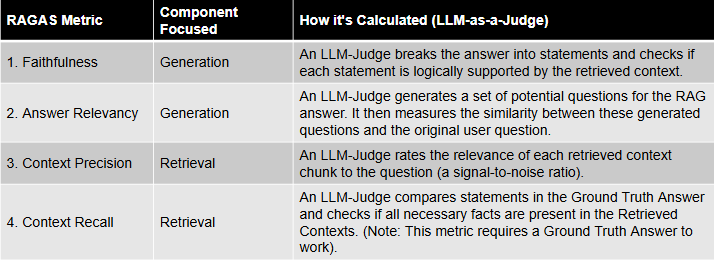 RAGAS Metric
Component
Focused
How it's Calculated (LLM-as-a-Judge)
1. Faithfulness
Generation
An LLM-Judge breaks the answer into statements and checks if
each statement is logically supported by the retrieved context.
2. Answer Relevancy
Generation
An LLM-Judge generates a set of potential questions for the RAG
answer. It then measures the similarity between these generated
questions and the original user question.
3. Context Precision
Retrieval
An LLM-Judge rates the relevance of each retrieved context
chunk to the question (a signal-to-noise ratio).
4. Context Recall
Retrieval
An LLM-Judge compares statements in the Ground Truth Answer
and checks if all necessary facts are present in the Retrieved
Contexts. (Note: This metric requires a Ground Truth Answer to
work).